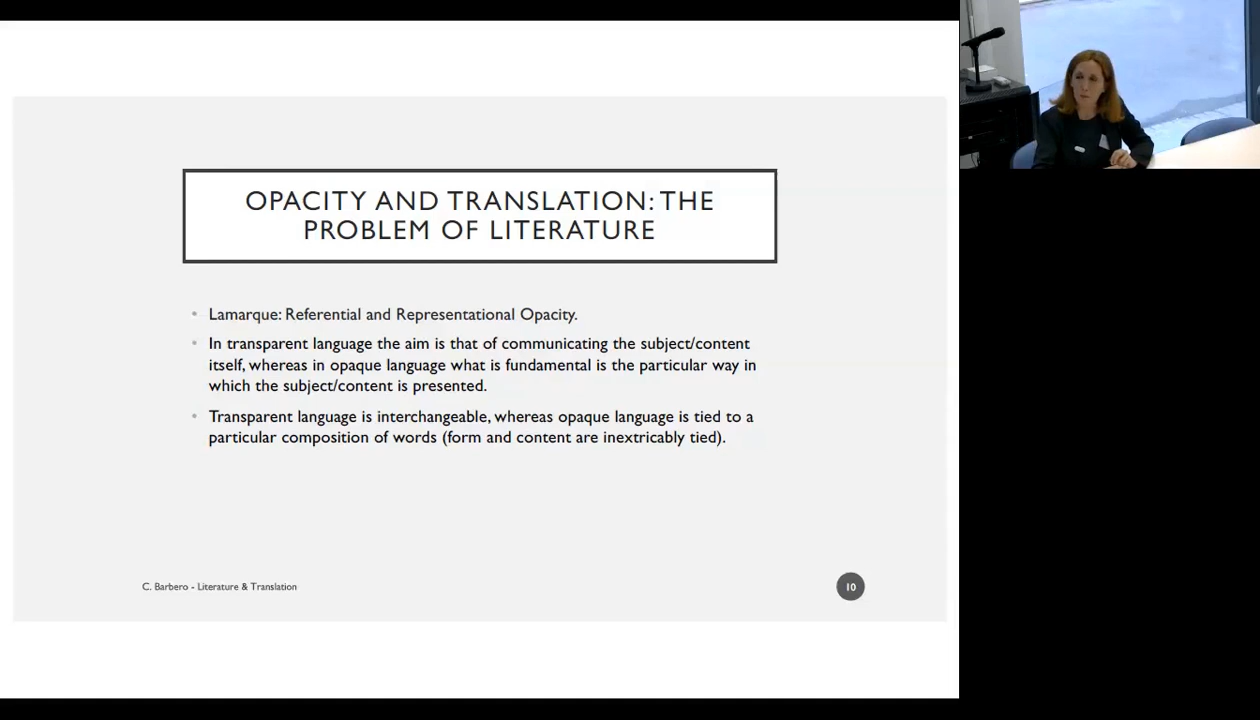 OPACITY AND TRANSLATION: THE
PROBLEM OF LITERATURE
• Lamarque: Referential and Representational Opacity.
• In transparent language the aim is that of communicating the subject/content
itself, whereas in opaque language what is fundamental is the particular way in
which the subject/content is presented.
• Transparent language is interchangeable, whereas opaque language is tied to a
particular composition of words (form and content are inextricably tied).
C. Barbero - Literature & Translation
10